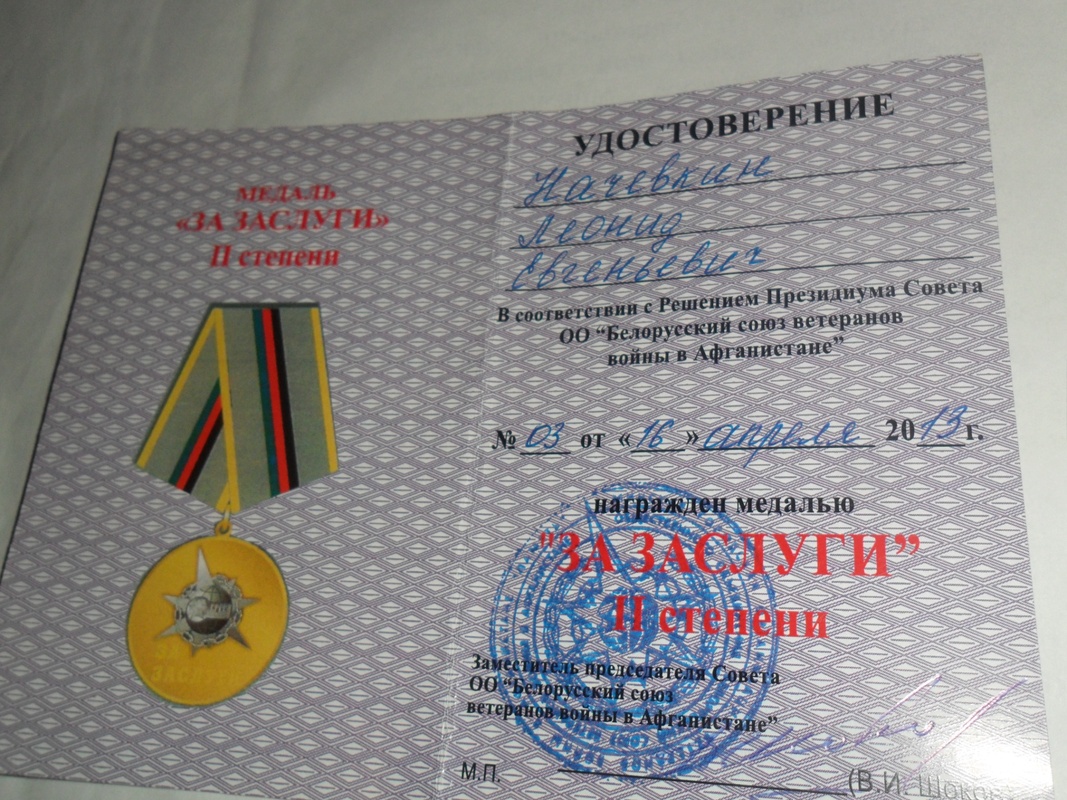 МЕДАЛЬ
«ЗА ЗАСЛУГИ»
II степени
ЗА
ЗАСЛУГИ
УДОСТОВЕРЕНИЕ
Начевкин
Леонид
Евгеньевич
В соответствии с Решением Президиума Совета
ОО “Белорусский союз ветеранов
войны в Афганистане”
№ 03 от «16» апреля 2013 г.
награжден медалью
"ЗА ЗАСЛУГИ”
II степени
Заместитель председателя Совета
ОО “Белорусский союз
ветеранов войны в Афганистане”
М.П.
(В.И.